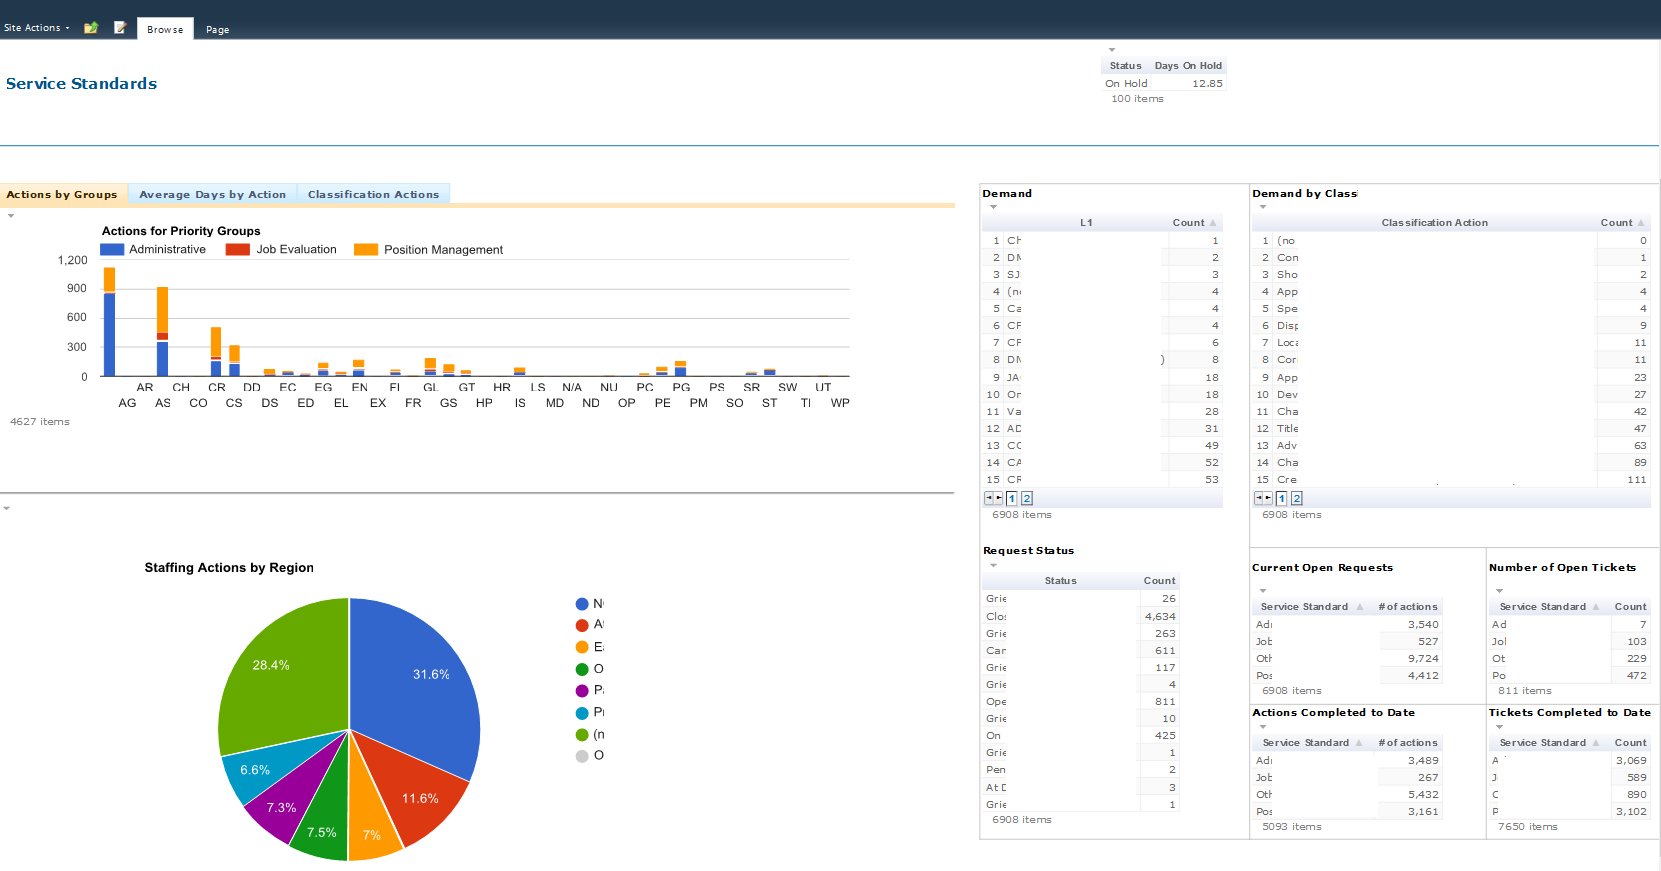 Site Actions
Browse
Page
Service Standards
Status Days On Hold
On Hold 12.85
100 items
Actions by Groups
Average Days by Action
Classification Actions
Actions for Priority Groups
Administrative
Job Evaluation
Position Management
1,200
900
600
300
0
AR CH CR DD EC EG EN FI GL GT HR LS N/A NU PC PG PS SR SW UT
AG AS CO CS DS ED EL EX FR GS HP IS MD ND OP PE PM SO ST TI WP
4627 items
Staffing Actions by Region
31.6%
11.6%
7%
7.5%
7.3%
6.6%
28.4%
N
At
Ea
O
Pa
Pr
(n
O
Demand
L1 Count
1 Ch 1
2 DM 2
3 SJ 3
4 (no 4
5 Ca 4
6 CF 4
7 CF 6
8 DM ) 8
9 JA 18
10 Or 18
11 Va 28
12 AD 31
13 CC 49
14 CA 52
15 CR 53
1 2
6908 items
Demand by Class
Classification Action Count
1 (no 0
2 Con 1
3 Sho 2
4 App 4
5 Spe 4
6 Disp 9
7 Loca 11
8 Cor 11
9 App 23
10 Dev 27
11 Cha 42
12 Title 47
13 Adv 63
14 Cha 89
15 Cre 111
1 2
6908 items
Request Status
Status Count
Grie 26
Clos 4,634
Grie 263
Can 611
Grie 117
Grie 4
Ope 811
Grie 10
On 425
Grie 1
Pen 2
At D 3
Grie 1
6908 items
Current Open Requests
Service Standard # of actions
Adı 3,540
Job 527
Oth 9,724
Pos 4,412
6908 items
Number of Open Tickets
Service Standard Count
Ad 7
Jol 103
Ot 229
Po 472
811 items
Actions Completed to Date
Service Standard # of actions
Adı 3,489
Job 267
Oth 5,432
Pos 3,161
5093 items
Tickets Completed to Date
Service Standard Count
A 3,069
J 589
C 890
P 3,102
7650 items